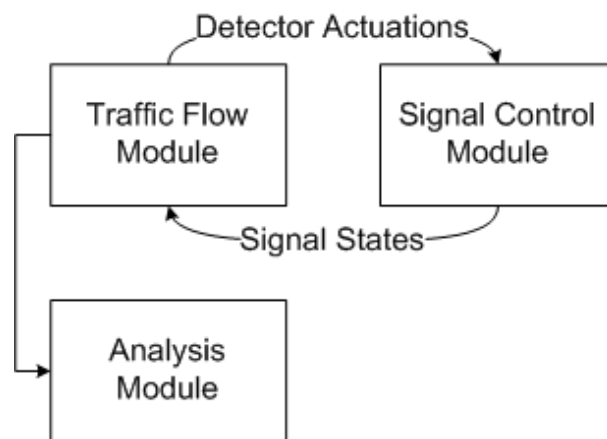 Detector Actuations
Traffic Flow
Module
Signal Control
Module
Signal States
Analysis
Module